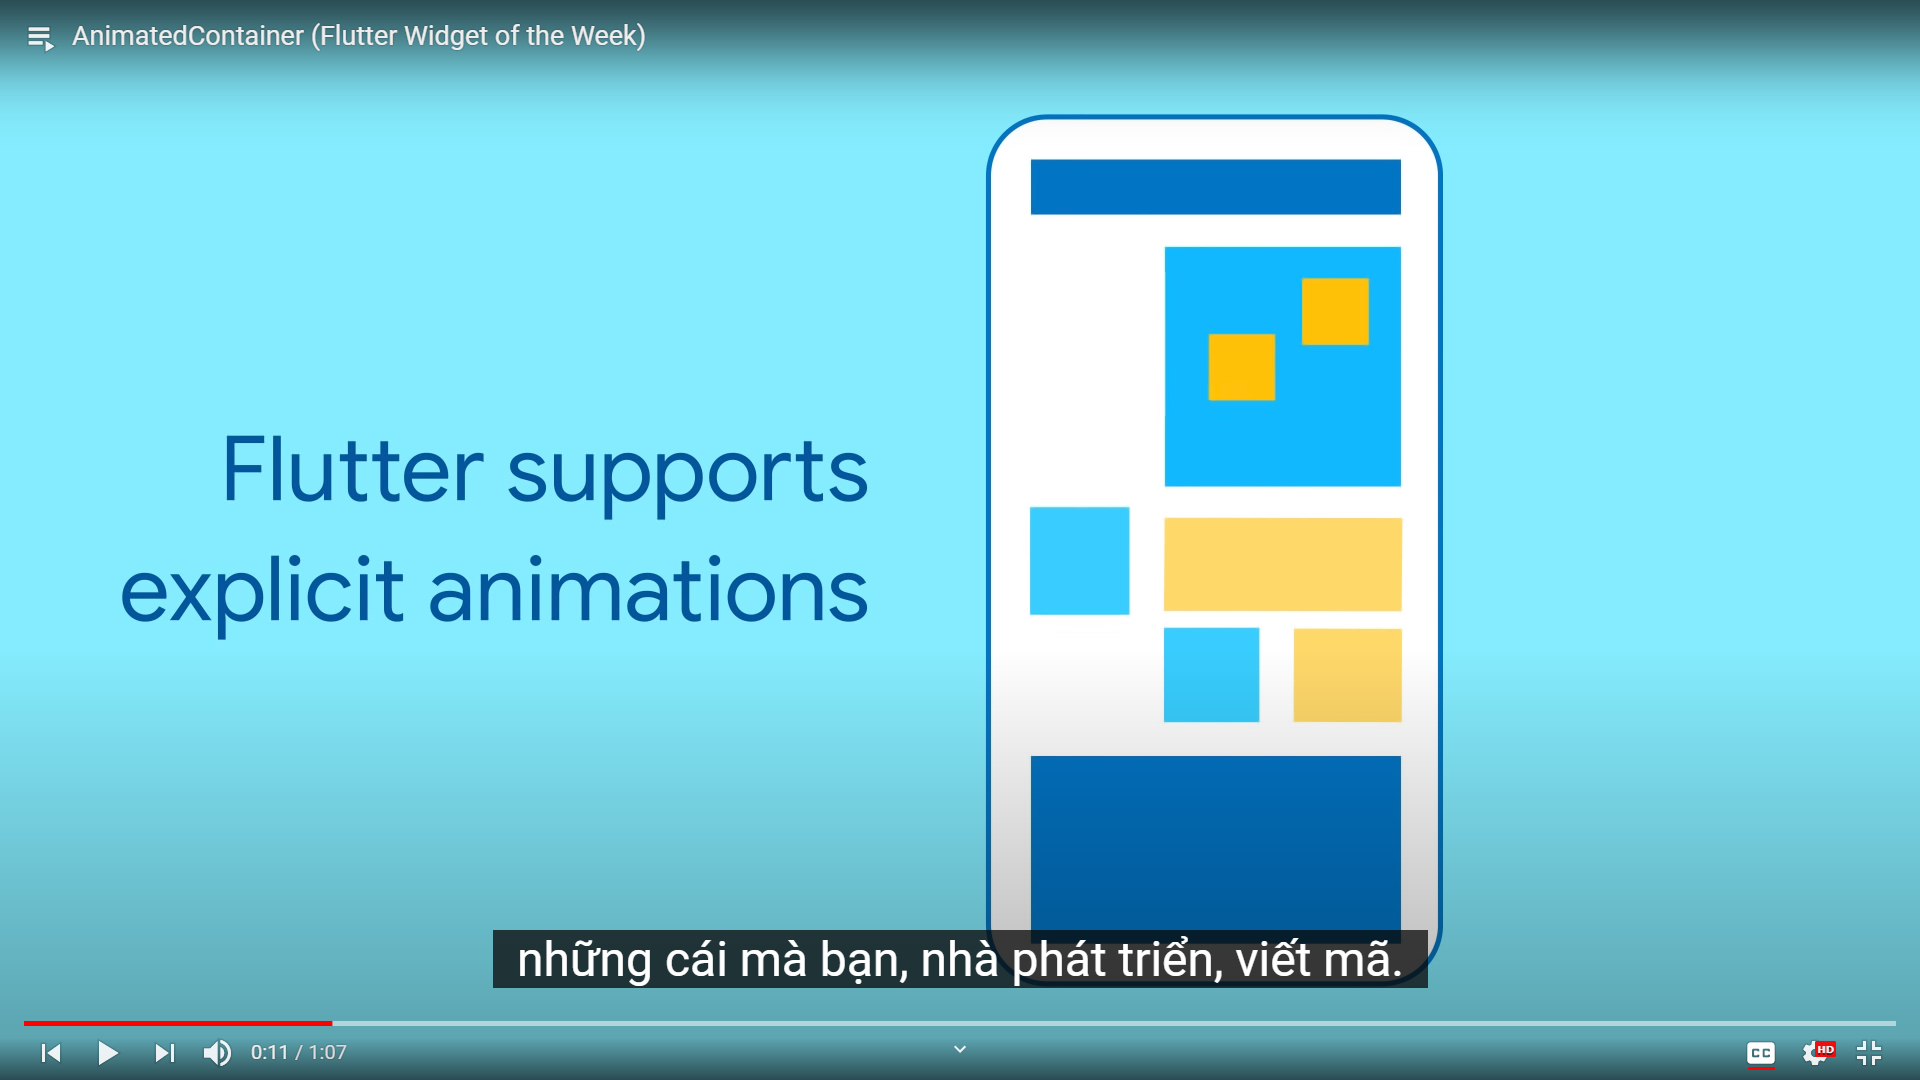 AnimatedContainer (Flutter Widget of the Week)
Flutter supports
explicit animations
những cái mà bạn, nhà phát triển, viết mã.
0:11 / 1:07
CC
HD